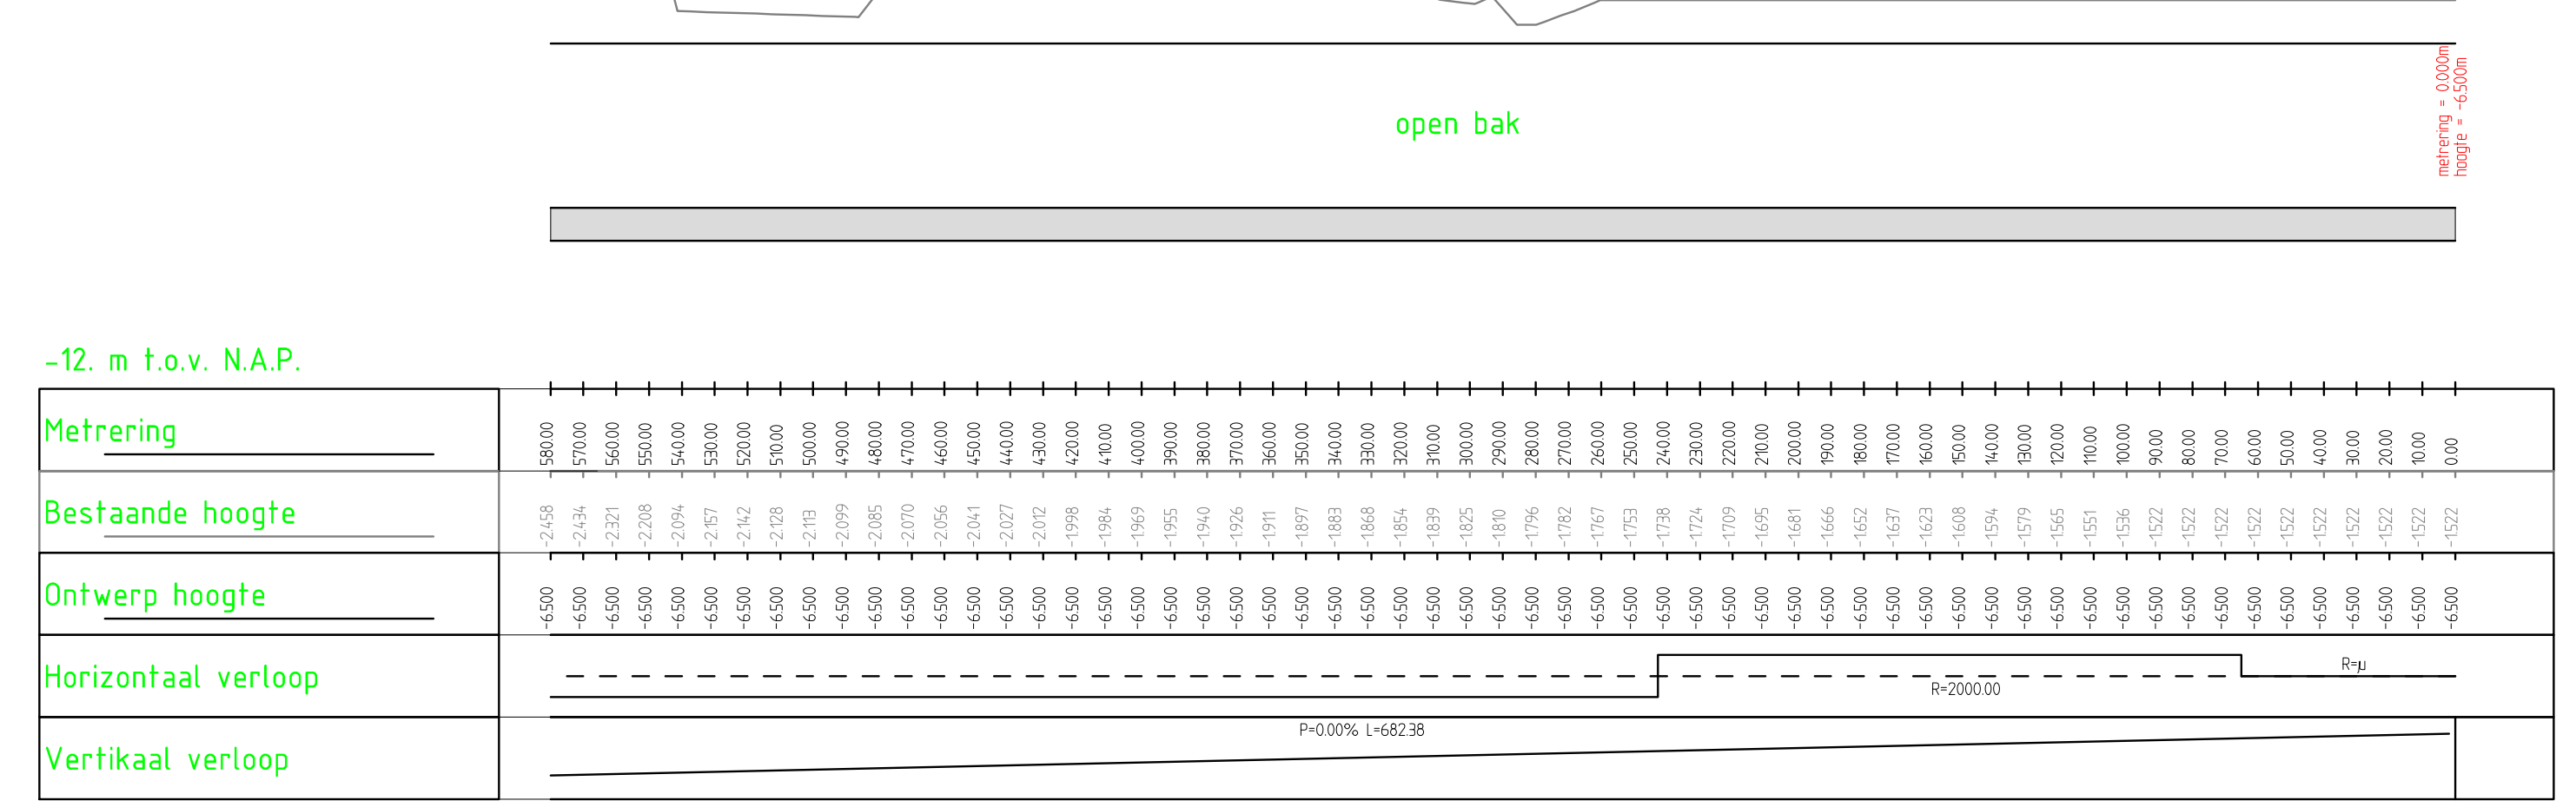 metrering = 0.000m
hoogte = -6.500m
open bak
-12. m t.o.v. N.A.P.
Metrering 580.00 570.00 560.00 550.00 540.00 530.00 520.00 510.00 500.00 490.00 480.00 470.00 460.00 450.00 440.00 430.00 420.00 410.00 400.00 390.00 380.00 370.00 360.00 350.00 340.00 330.00 320.00 310.00 300.00 290.00 280.00 270.00 260.00 250.00 240.00 230.00 220.00 210.00 200.00 190.00 180.00 170.00 160.00 150.00 140.00 130.00 120.00 110.00 100.00 90.00 80.00 70.00 60.00 50.00 40.00 30.00 20.00 10.00 0.00
Bestaande hoogte -2.458 -2.434 -2.321 -2.208 -2.094 -2.157 -2.142 -2.128 -2.113 -2.099 -2.085 -2.070 -2.056 -2.041 -2.027 -2.012 -1.998 -1.984 -1.969 -1.955 -1.940 -1.926 -1.911 -1.897 -1.883 -1.868 -1.854 -1.839 -1.825 -1.810 -1.796 -1.782 -1.767 -1.753 -1.738 -1.724 -1.709 -1.695 -1.681 -1.666 -1.652 -1.637 -1.623 -1.608 -1.594 -1.579 -1.565 -1.551 -1.536 -1.522 -1.522 -1.522 -1.522 -1.522 -1.522 -1.522 -1.522 -1.522 -1.522
Ontwerp hoogte -6.500 -6.500 -6.500 -6.500 -6.500 -6.500 -6.500 -6.500 -6.500 -6.500 -6.500 -6.500 -6.500 -6.500 -6.500 -6.500 -6.500 -6.500 -6.500 -6.500 -6.500 -6.500 -6.500 -6.500 -6.500 -6.500 -6.500 -6.500 -6.500 -6.500 -6.500 -6.500 -6.500 -6.500 -6.500 -6.500 -6.500 -6.500 -6.500 -6.500 -6.500 -6.500 -6.500 -6.500 -6.500 -6.500 -6.500 -6.500 -6.500 -6.500 -6.500 -6.500 -6.500 -6.500 -6.500 -6.500 -6.500 -6.500 -6.500
Horizontaal verloop R=2000.00 R=µ
Vertikaal verloop P=0.00% L=682.38